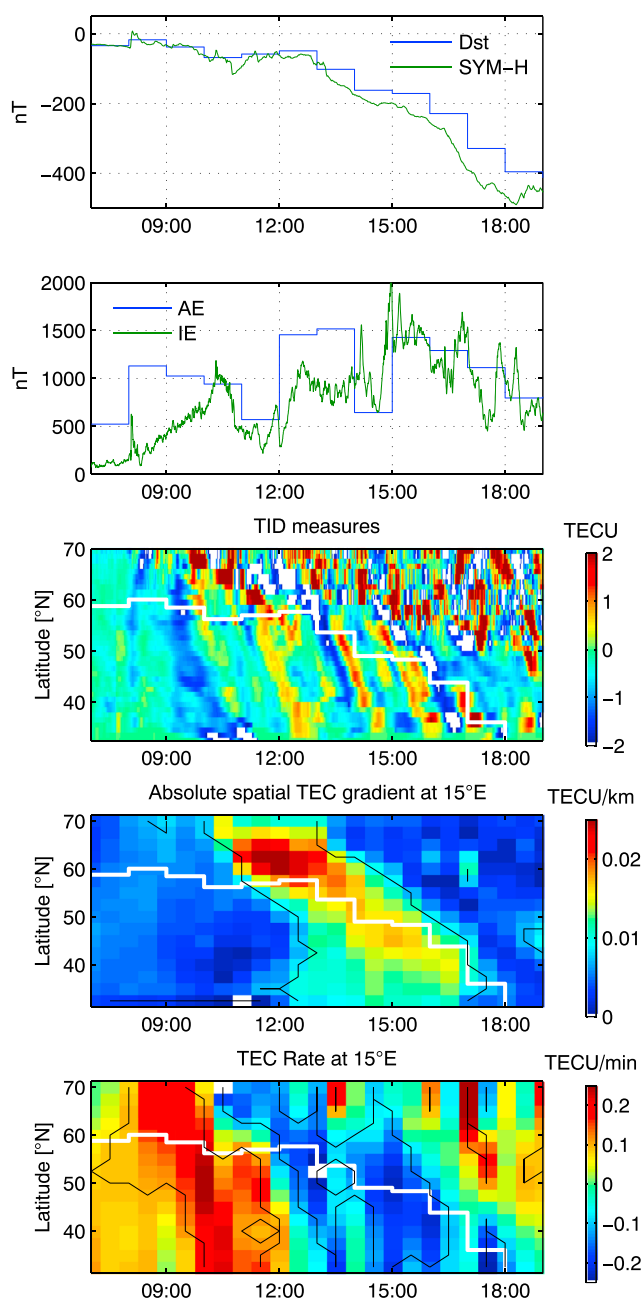 0
−200
−400
nT
Dst
SYM−H
09:00 12:00 15:00 18:00
2000
1500
1000
500
0
nT
AE
IE
09:00 12:00 15:00 18:00
TID measures
TECU
70
60
50
40
Latitude [°N]
2
1
0
−1
−2
09:00 12:00 15:00 18:00
Absolute spatial TEC gradient at 15°E
TECU/km
70
60
50
40
Latitude [°N]
0.02
0.01
0
09:00 12:00 15:00 18:00
TEC Rate at 15°E
TECU/min
70
60
50
40
Latitude [°N]
0.2
0.1
0
−0.1
−0.2
09:00 12:00 15:00 18:00